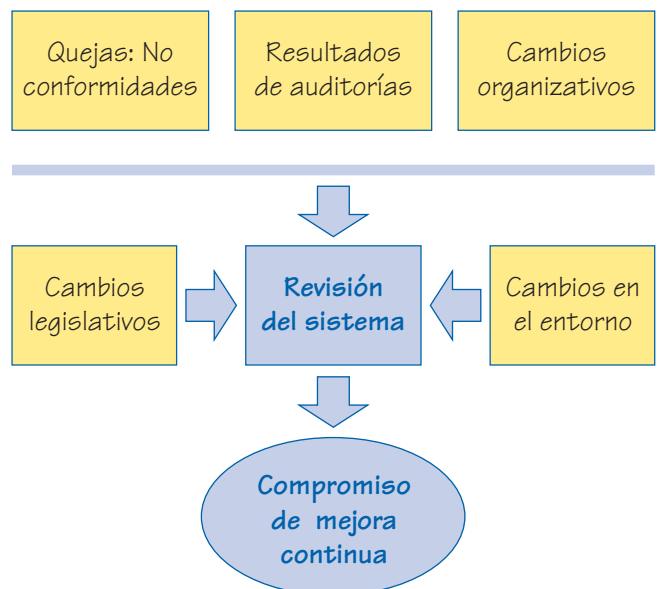 Quejas: No
conformidades
Resultados
de auditorías
Cambios
organizativos
Cambios
legislativos
Revisión
del sistema
Cambios en
el entorno
Compromiso
de mejora
continua